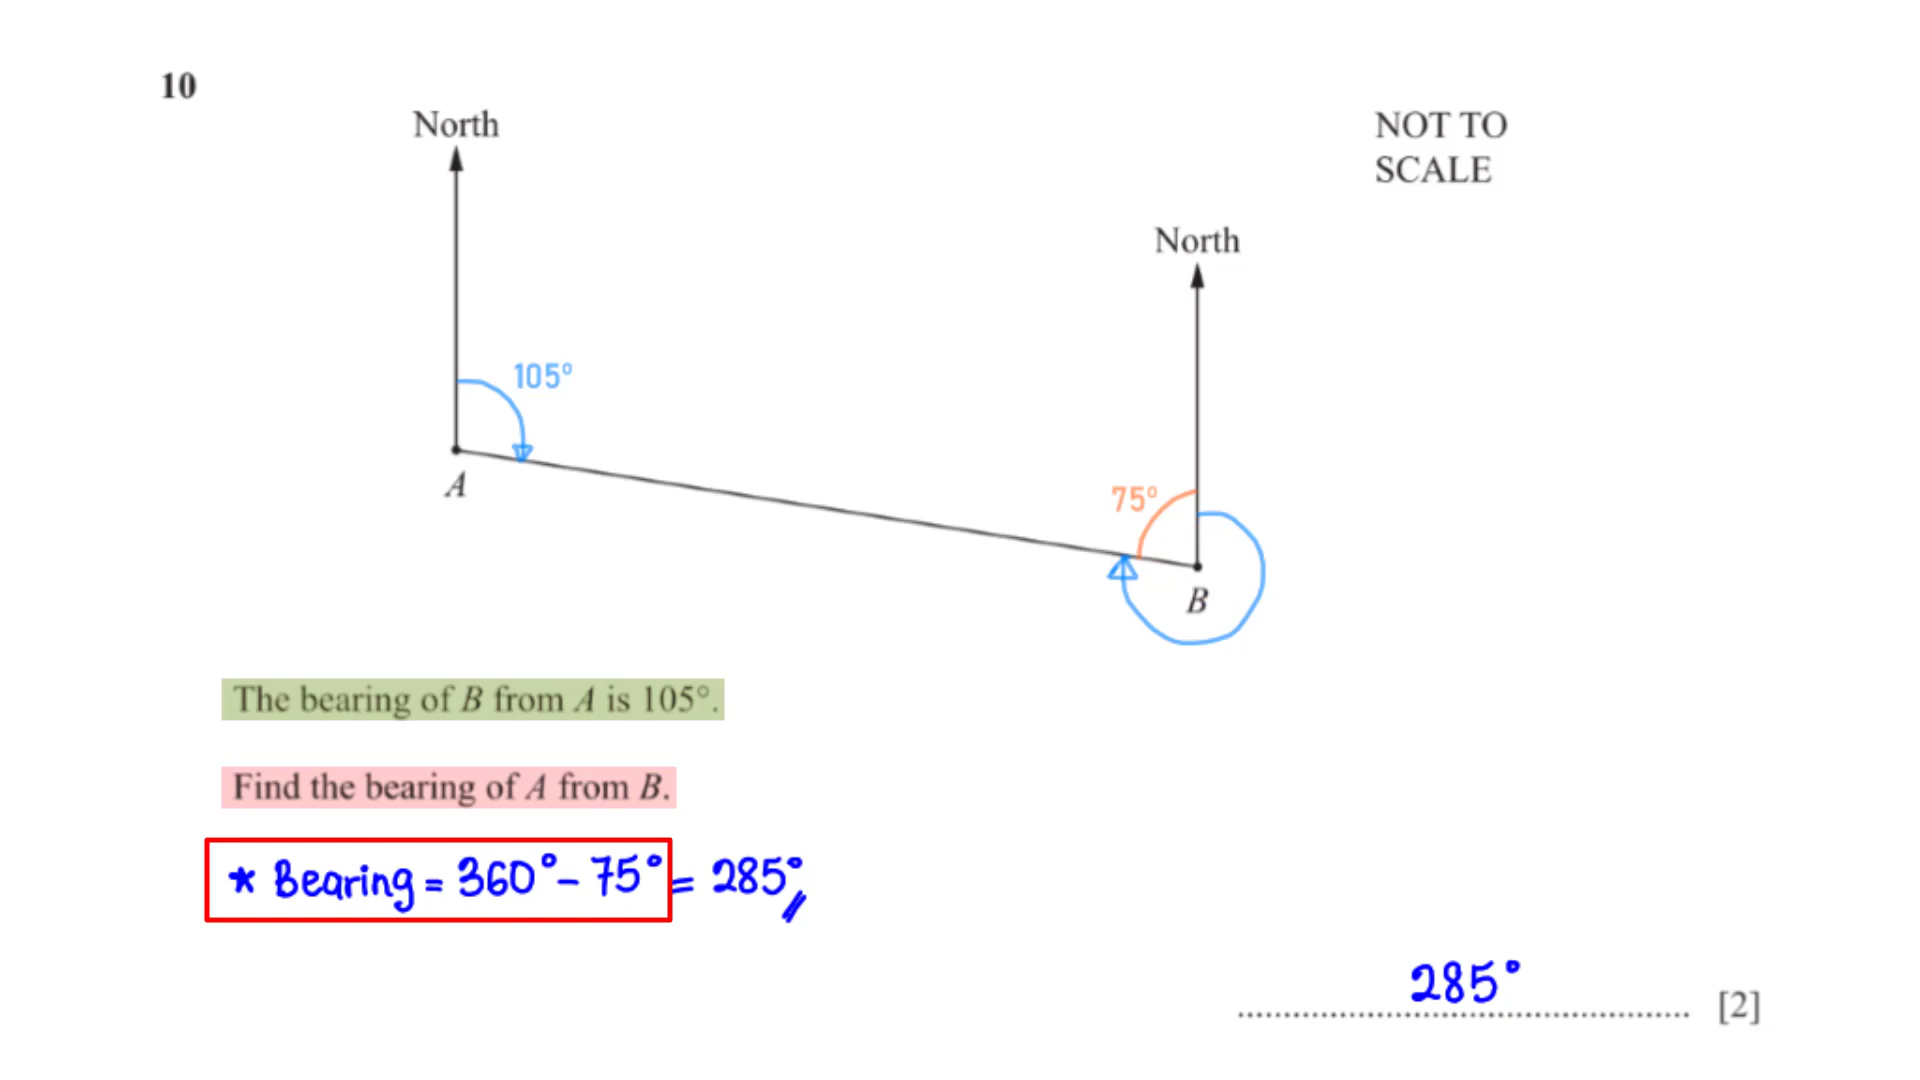 10
North
NOT TO
SCALE
North
105°
A
75°
B
The bearing of B from A is 105°.
Find the bearing of A from B.
* Bearing = 360° - 75° = 285°
285°
.................................................. [2]